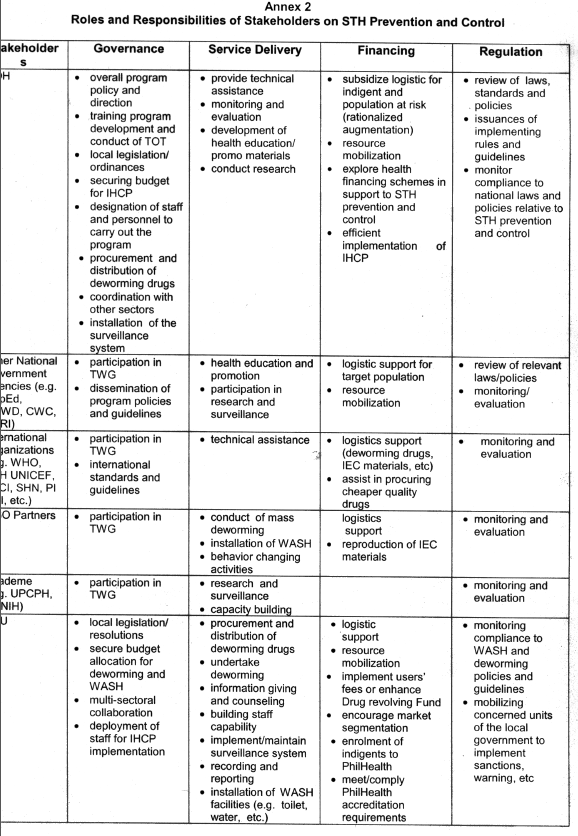 Annex 2
Roles and Responsibilities of Stakeholders on STH Prevention and Control
akeholder
s
Governance
Service Delivery
Financing
Regulation
H
• overall program
policy and
direction
• training program
development and
conduct of TOT
• local legislation/
ordinances
• securing budget
for IHCP
• designation of staff
and personnel to
carry out the
program
• procurement and
distribution of
deworming drugs
• coordination with
other sectors
• installation of the
surveillance
system
• provide technical
assistance
• monitoring and
evaluation
• development of
health education/
promo materials
• conduct research
• subsidize logistic for
indigent and
population at risk
(rationalized
augmentation)
• resource
mobilization
• explore health
financing schemes in
support to STH
prevention and
control
• efficient
implementation of
IHCP
• review of laws,
standards and
policies
• issuances of
implementing
rules and
guidelines
• monitor
compliance to
national laws and
policies relative to
STH prevention
and control
er National
vernment
encies (e.g.
pEd,
WD, CWC,
RI)
• participation in
TWG
• dissemination of
program policies
and guidelines
• health education and
promotion
• participation in
research and
surveillance
• logistic support for
target population
• resource
mobilization
• review of relevant
laws/policies
• monitoring/
evaluation
ernational
ganizations
g. WHO,
H UNICEF,
CI, SHN, PI
I, etc.)
• participation in
TWG
• international
standards and
guidelines
• technical assistance
• logistics support
(deworming drugs,
IEC materials, etc)
• assist in procuring
cheaper quality
drugs
• monitoring and
evaluation
O Partners
• participation in
TWG
• conduct of mass
deworming
• installation of WASH
• behavior changing
activities
logistics
support
• reproduction of IEC
materials
• monitoring and
evaluation
ademe
g. UPCPH,
NIH)
• participation in
TWG
• research and
surveillance
• capacity building
• monitoring and
evaluation
U
• local legislation/
resolutions
• secure budget
allocation for
deworming and
WASH
• multi-sectoral
collaboration
• deployment of
staff for IHCP
implementation
• procurement and
distribution of
deworming drugs
• undertake
deworming
• information giving
and counseling
• building staff
capability
• implement/maintain
surveillance system
• recording and
reporting
• installation of WASH
facilities (e.g. toilet,
water, etc.)
• logistic
support
• resource
mobilization
• implement users'
fees or enhance
Drug revolving Fund
• encourage market
segmentation
• enrolment of
indigents to
PhilHealth
• meet/comply
PhilHealth
accreditation
requirements
• monitoring
compliance to
WASH and
deworming
policies and
guidelines
• mobilizing
concerned units
of the local
government to
implement
sanctions,
warning, etc